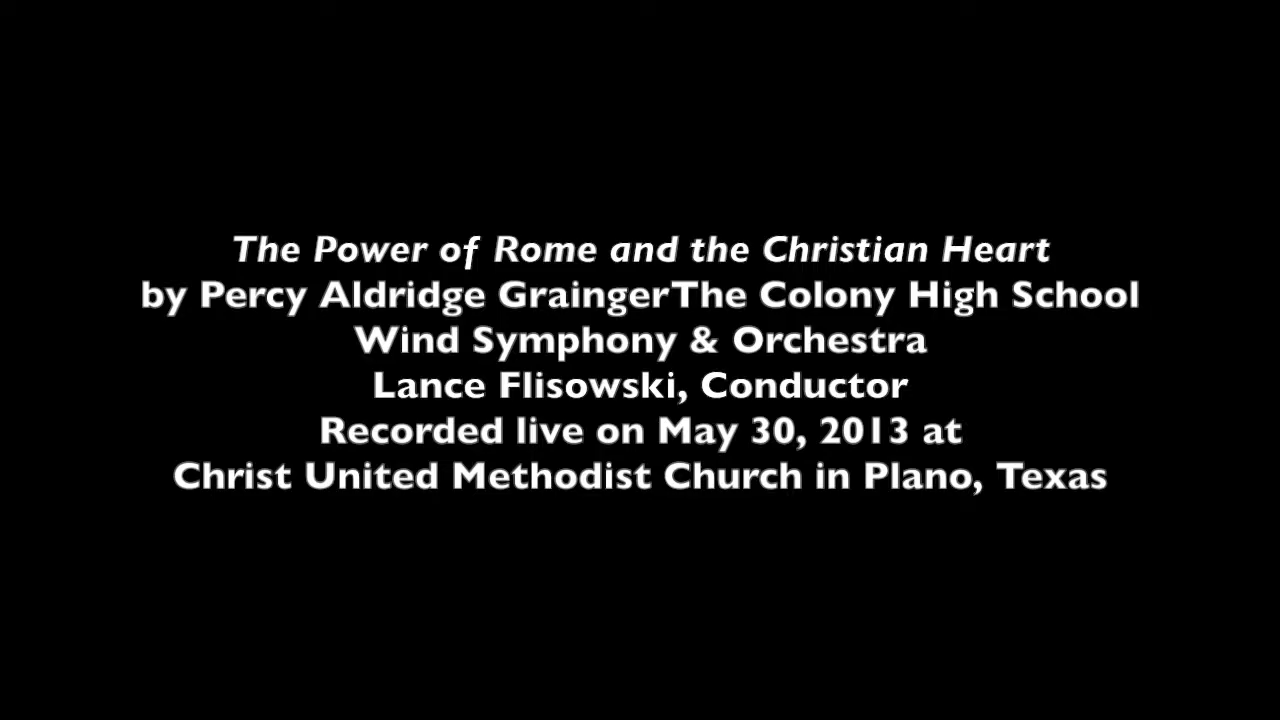 The Power of Rome and the Christian Heart
by Percy Aldridge GraingerThe Colony High School
Wind Symphony & Orchestra
Lance Flisowski, Conductor
Recorded live on May 30, 2013 at
Christ United Methodist Church in Plano, Texas